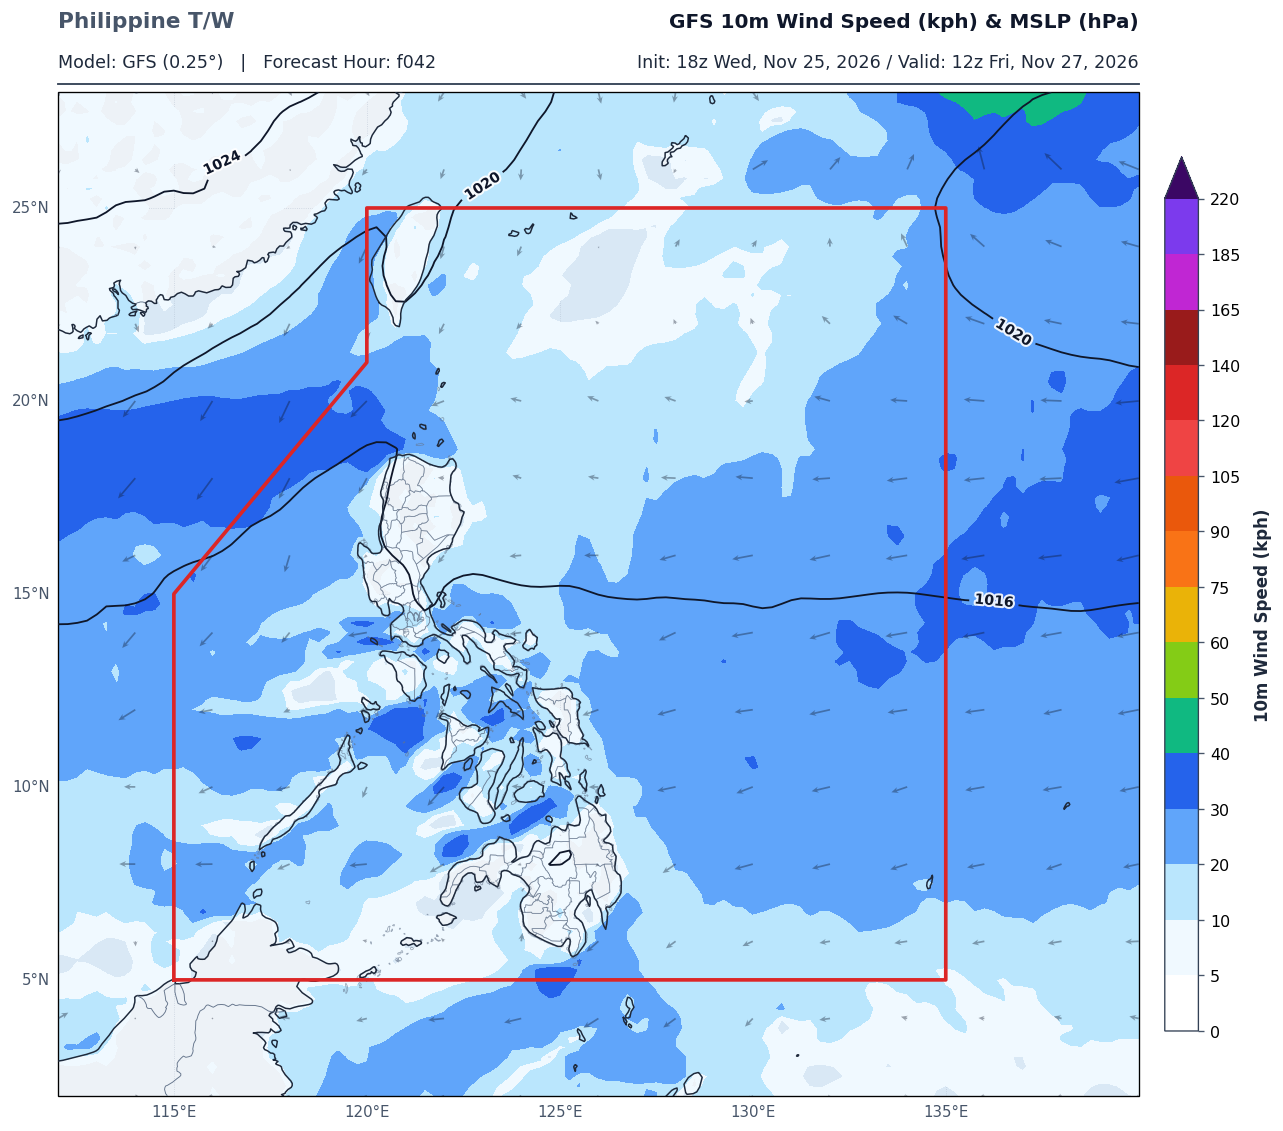 Philippine T/W
GFS 10m Wind Speed (kph) & MSLP (hPa)
Model: GFS (0.25°) | Forecast Hour: f042
Init: 18z Wed, Nov 25, 2026 / Valid: 12z Fri, Nov 27, 2026
1024
1020
1020
1016
25°N
20°N
15°N
10°N
5°N
115°E
120°E
125°E
130°E
135°E
220
185
165
140
120
105
90
75
60
50
40
30
20
10
5
0
10m Wind Speed (kph)